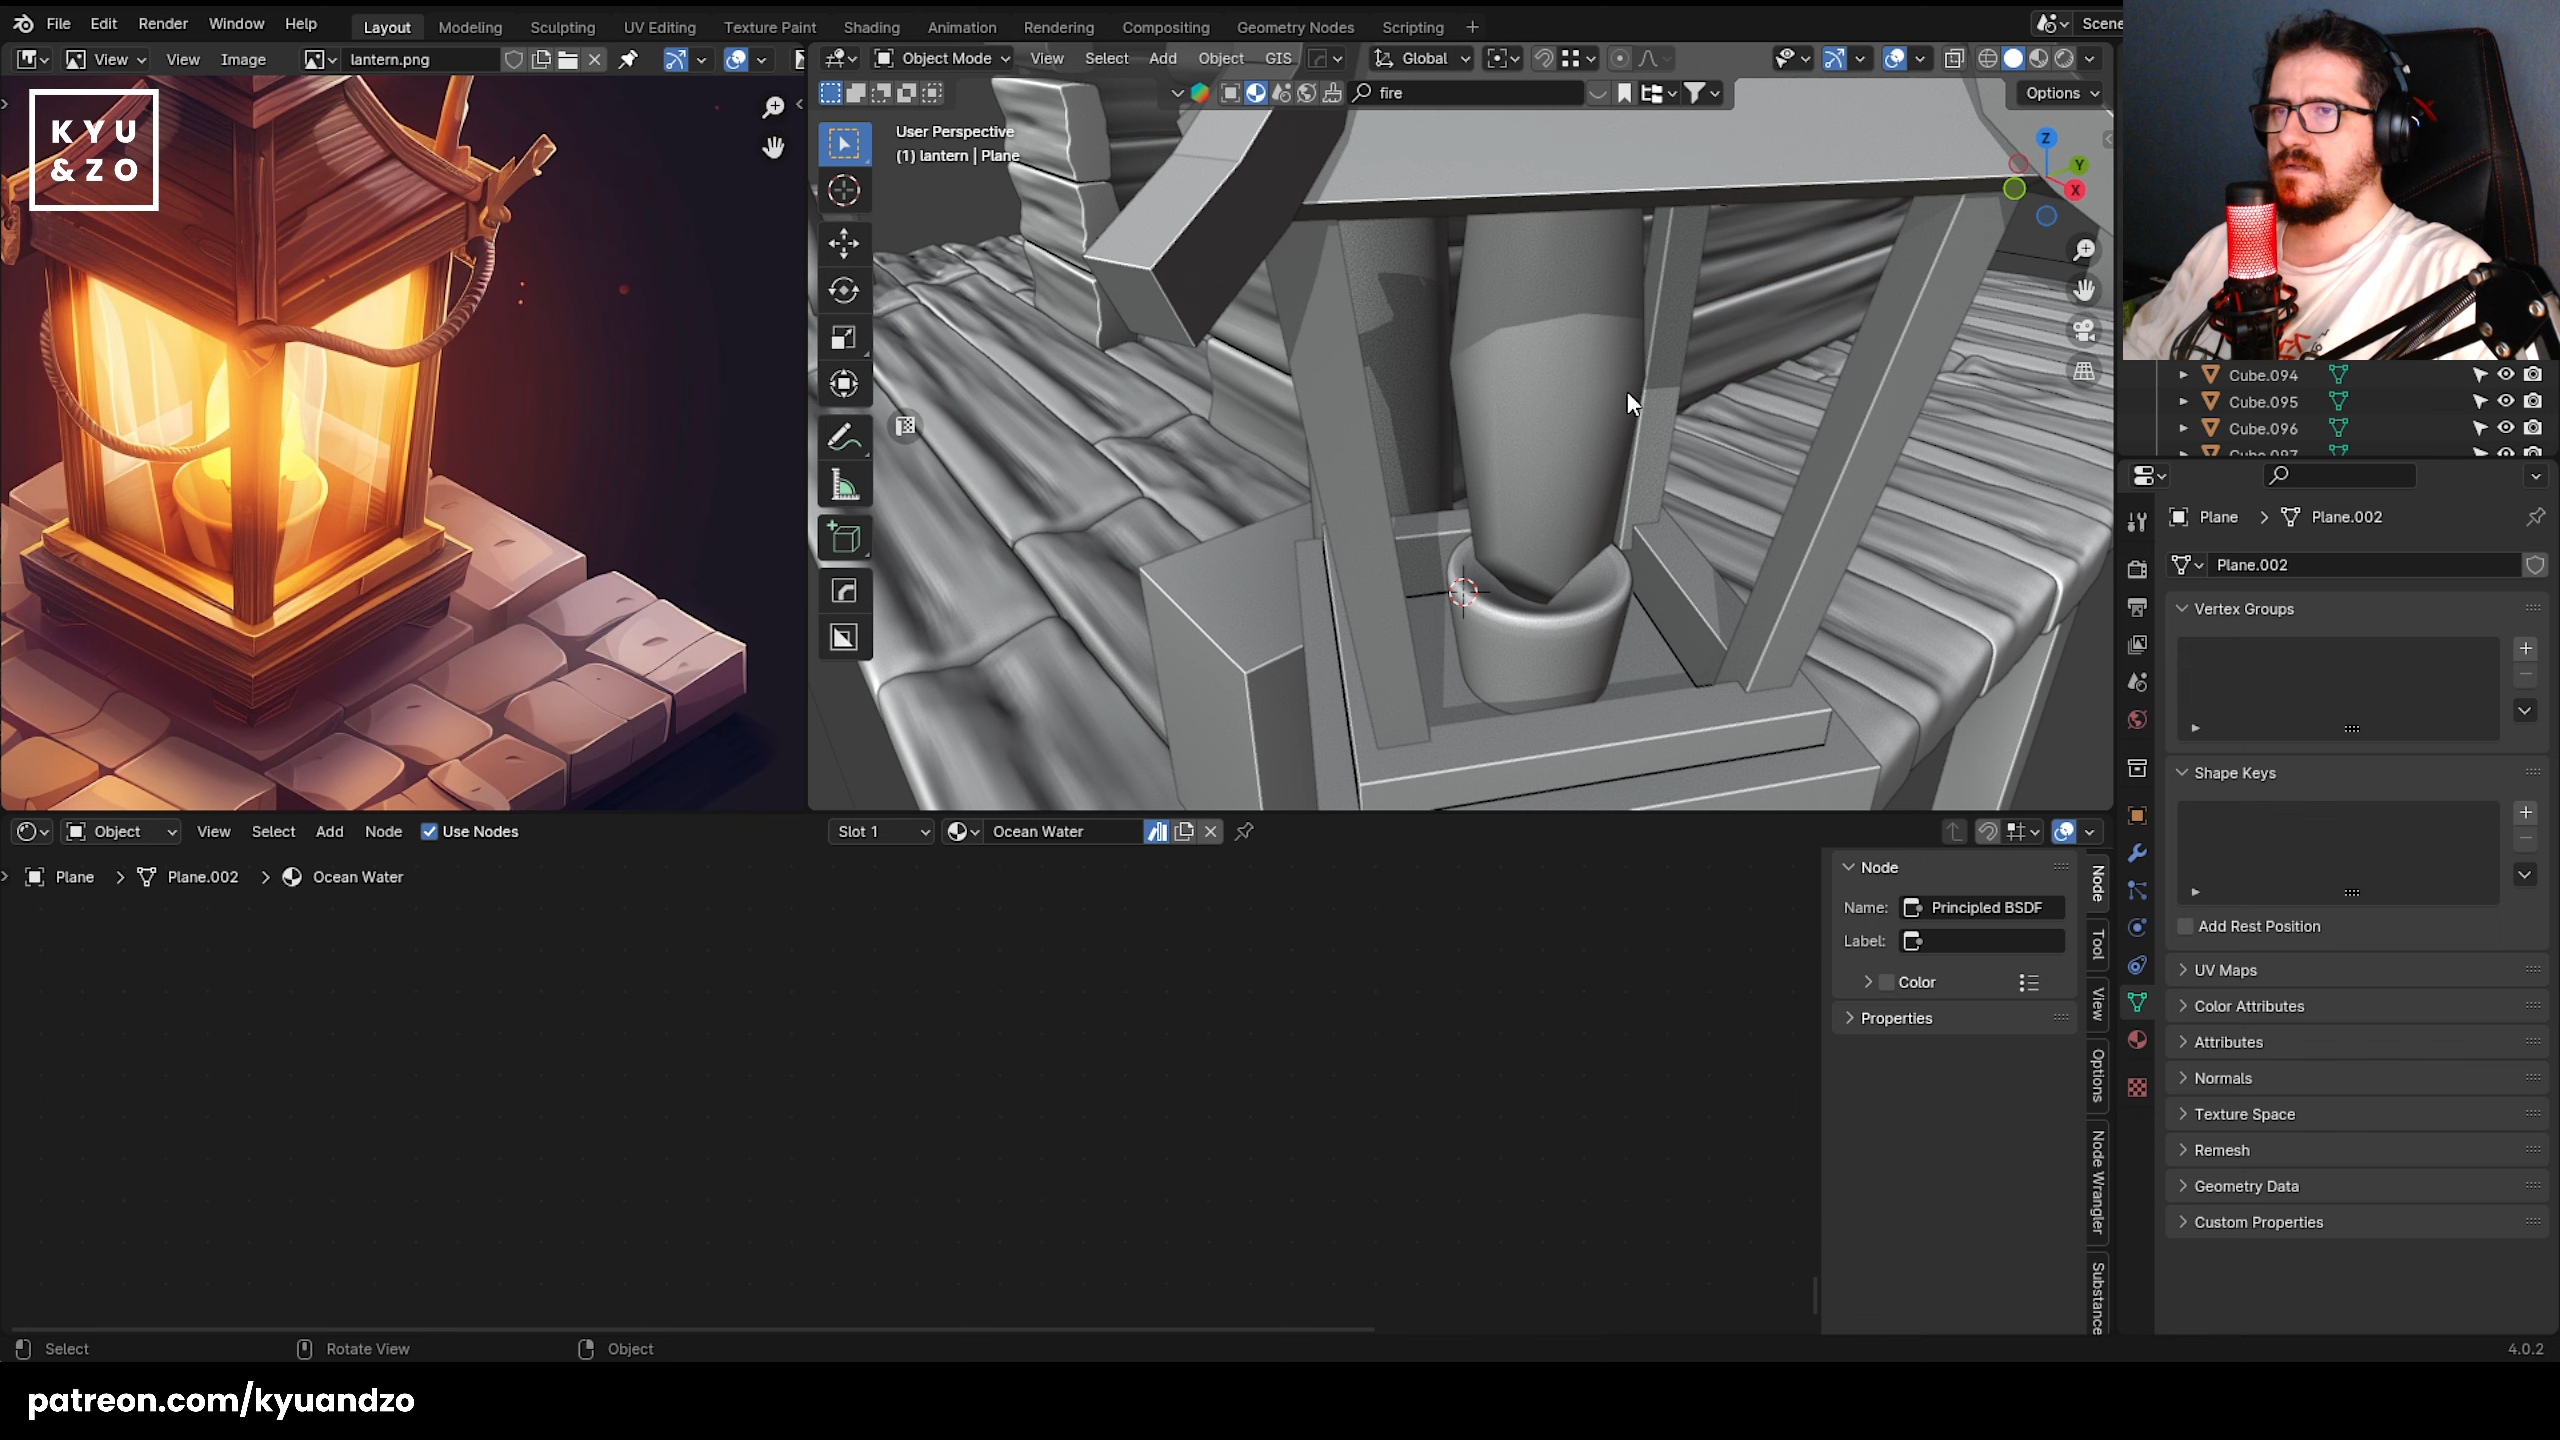 File Edit Render Window Help Layout Modeling Sculpting UV Editing Texture Paint Shading Animation Rendering Compositing Geometry Nodes Scripting + Scene
View View Image lantern.png Object Mode View Select Add Object GIS Global
fire Options
KYU
&ZO
User Perspective
(1) lantern | Plane
Z
Y
X
Cube.094
Cube.095
Cube.096
Cube.097
Plane > Plane.002
Plane.002
Vertex Groups
Shape Keys
Add Rest Position
UV Maps
Color Attributes
Attributes
Normals
Texture Space
Remesh
Geometry Data
Custom Properties
Object View Select Add Node Use Nodes Slot 1 Ocean Water
Plane > Plane.002 > Ocean Water
Node
Name: Principled BSDF
Label:
Color
Properties
Node
Tool
View
Options
Node Wrangler
Substance
Select Rotate View Object 4.0.2
patreon.com/kyuandzo